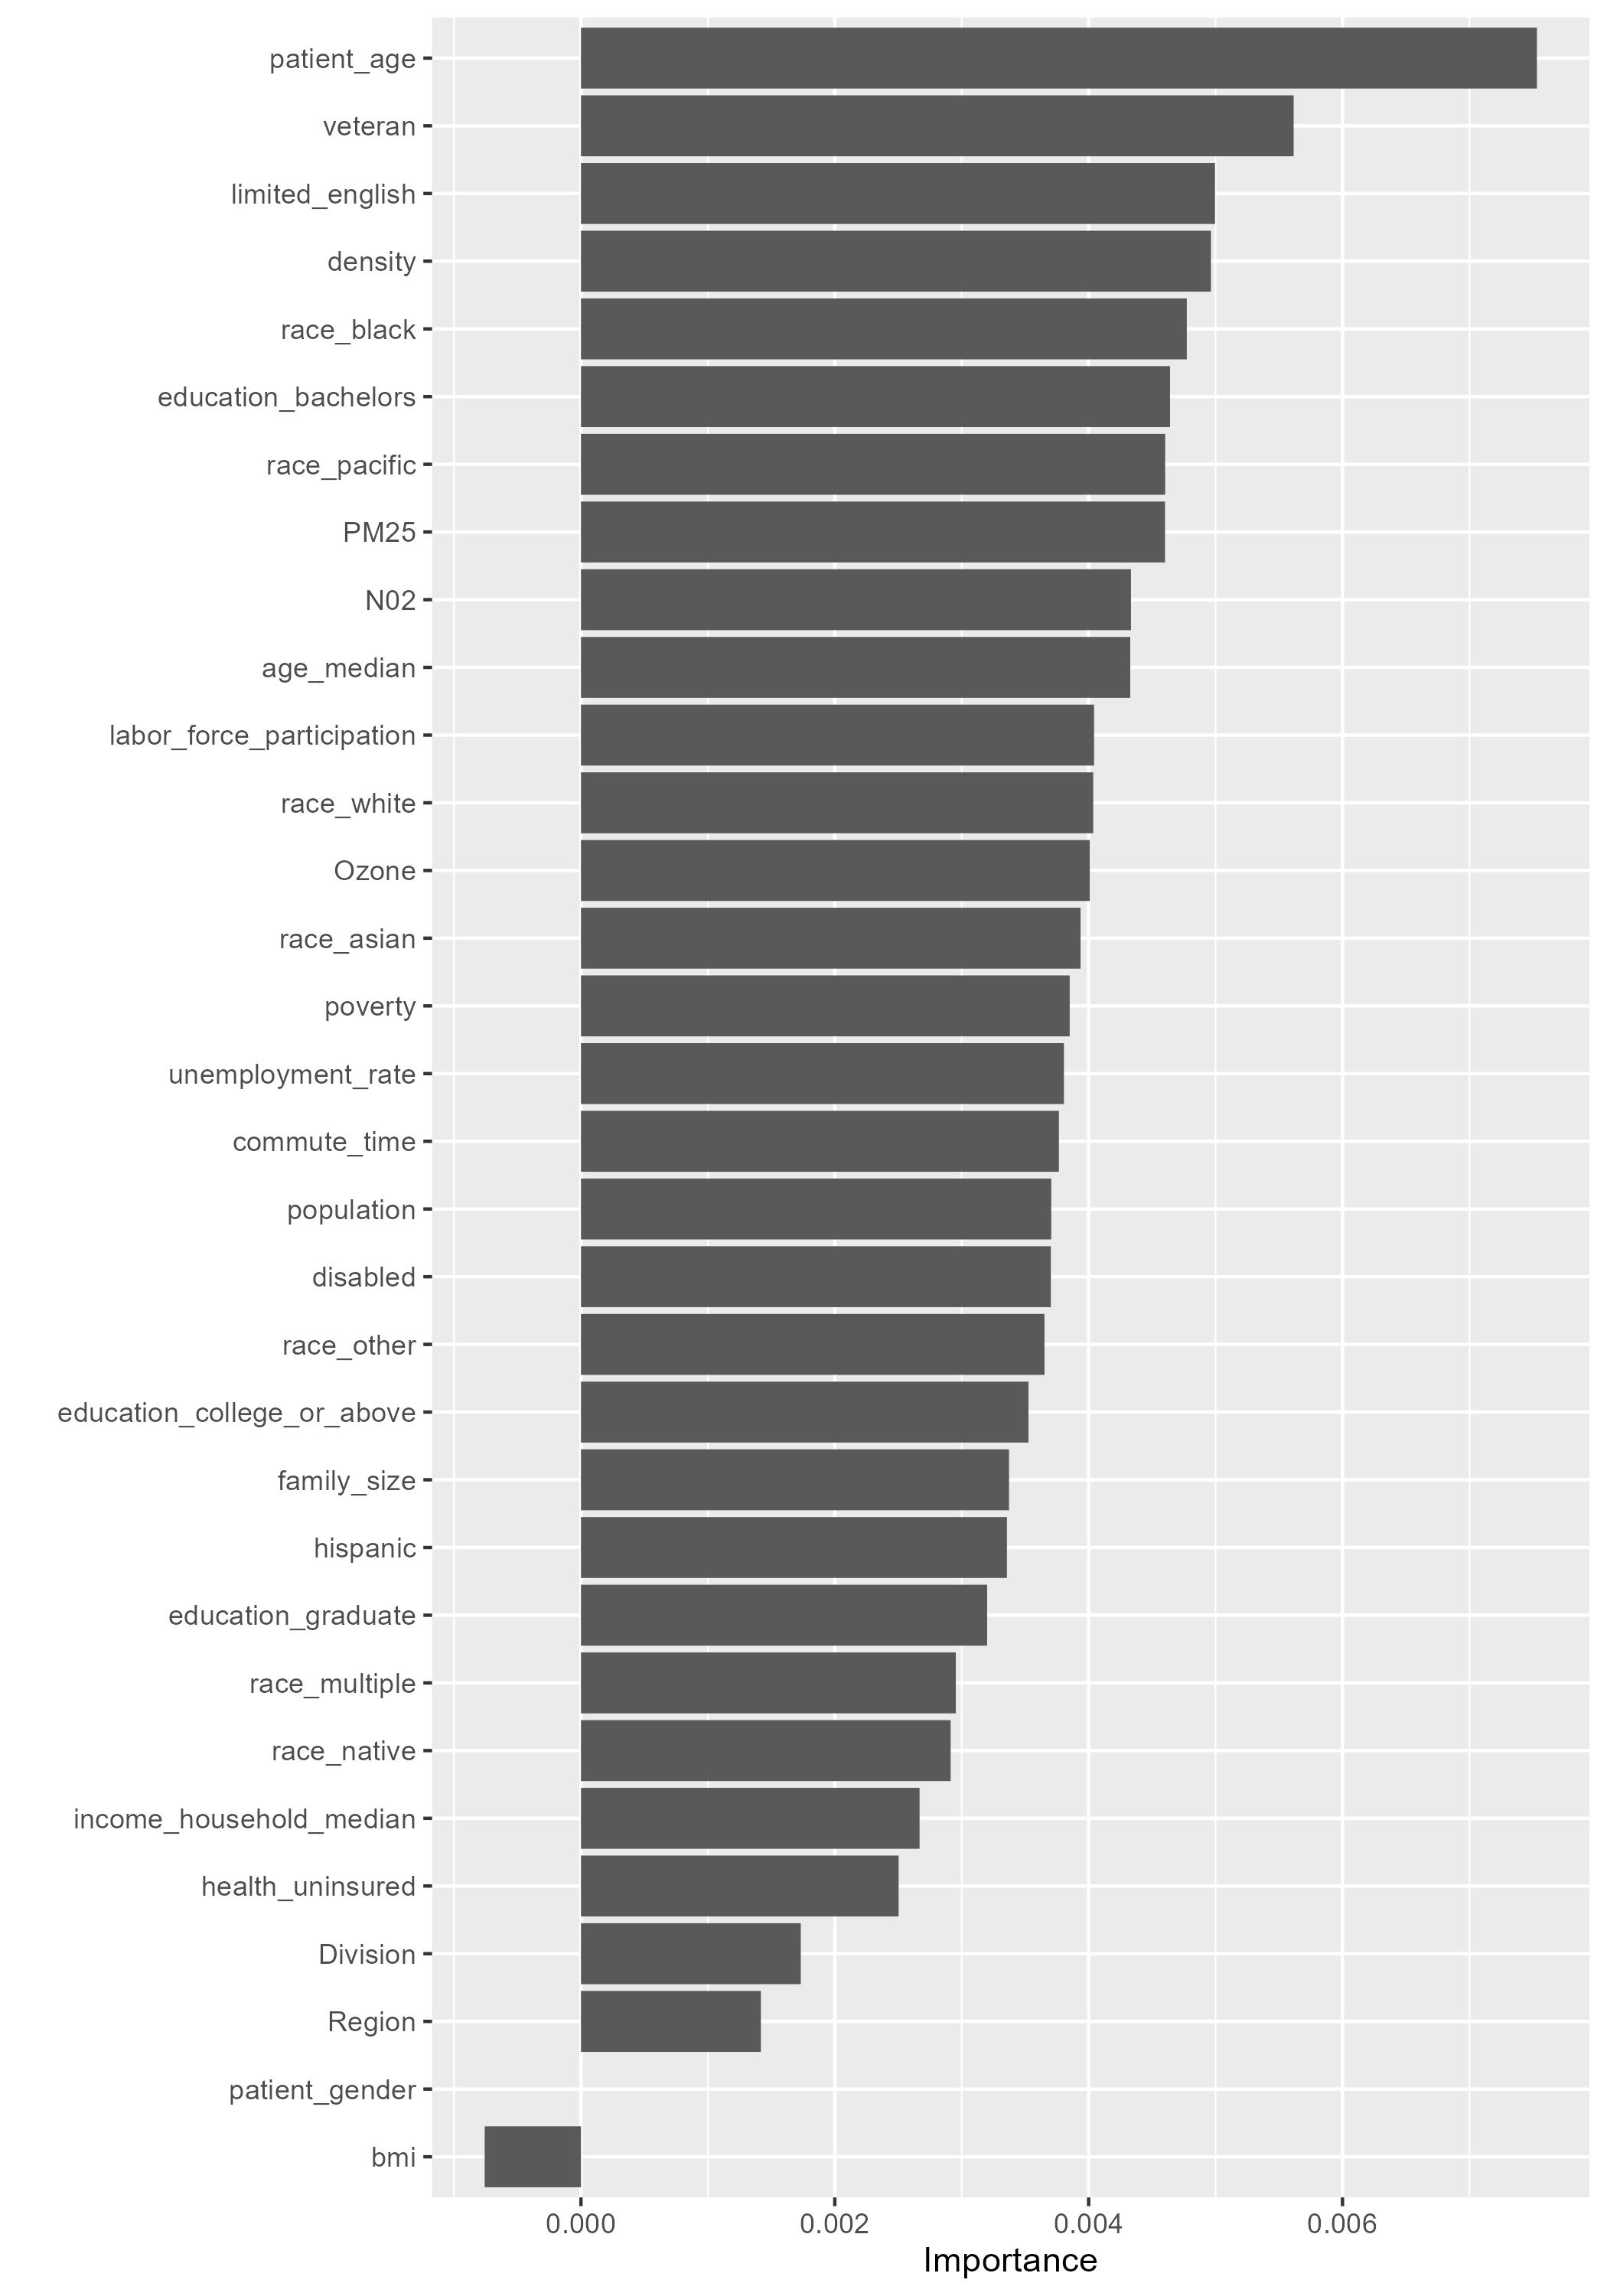 patient_age
veteran
limited_english
density
race_black
education_bachelors
race_pacific
PM25
N02
age_median
labor_force_participation
race_white
Ozone
race_asian
poverty
unemployment_rate
commute_time
population
disabled
race_other
education_college_or_above
family_size
hispanic
education_graduate
race_multiple
race_native
income_household_median
health_uninsured
Division
Region
patient_gender
bmi
0.000 0.002 0.004 0.006
Importance